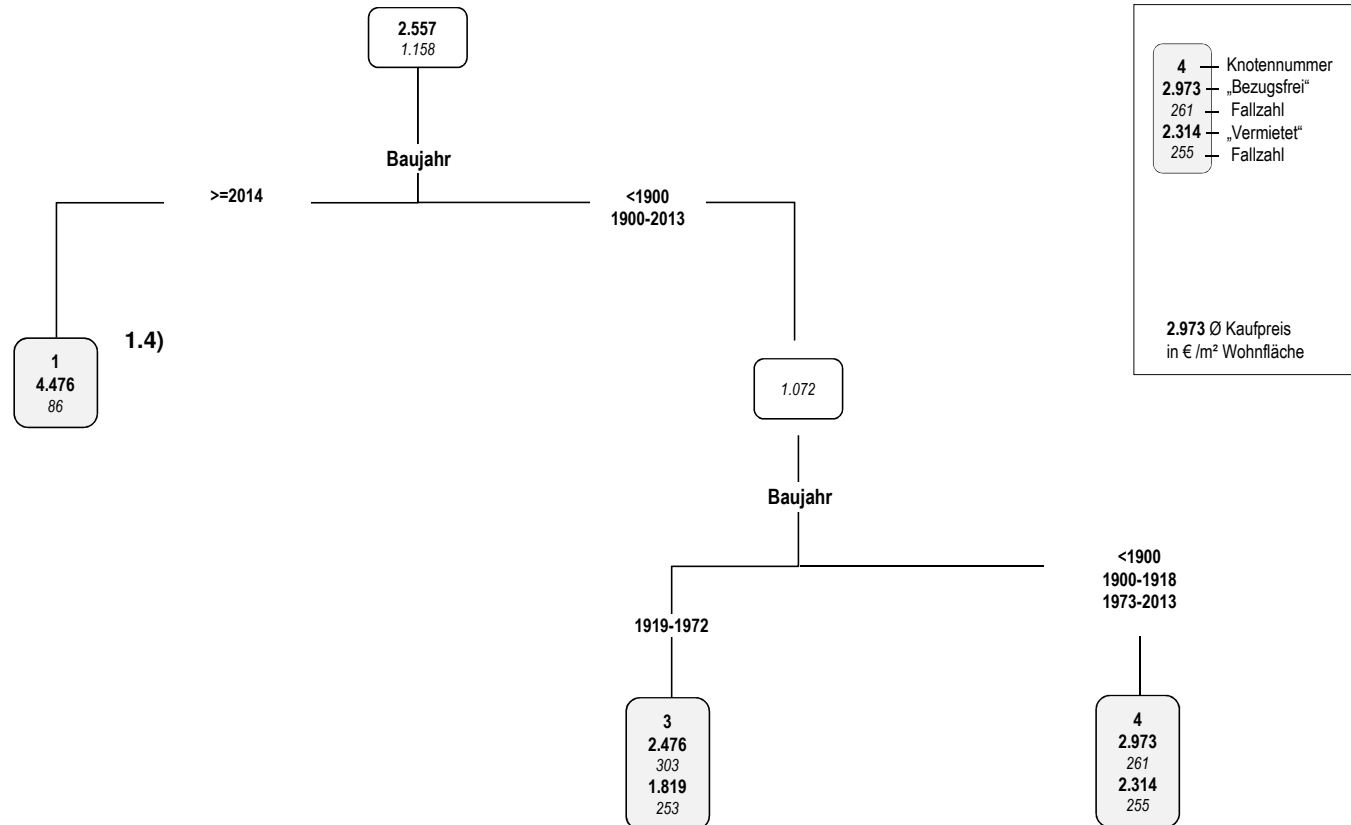 2.557
1.158
Baujahr
>=2014
<1900
1900-2013
1
4.476
86
1.4)
1.072
Baujahr
1919-1972
<1900
1900-1918
1973-2013
3
2.476
303
1.819
253
4
2.973
261
2.314
255
4 Knotennummer
2.973 „Bezugsfrei“
261 Fallzahl
2.314 „Vermietet“
255 Fallzahl
2.973 Ø Kaufpreis
in € /m² Wohnfläche